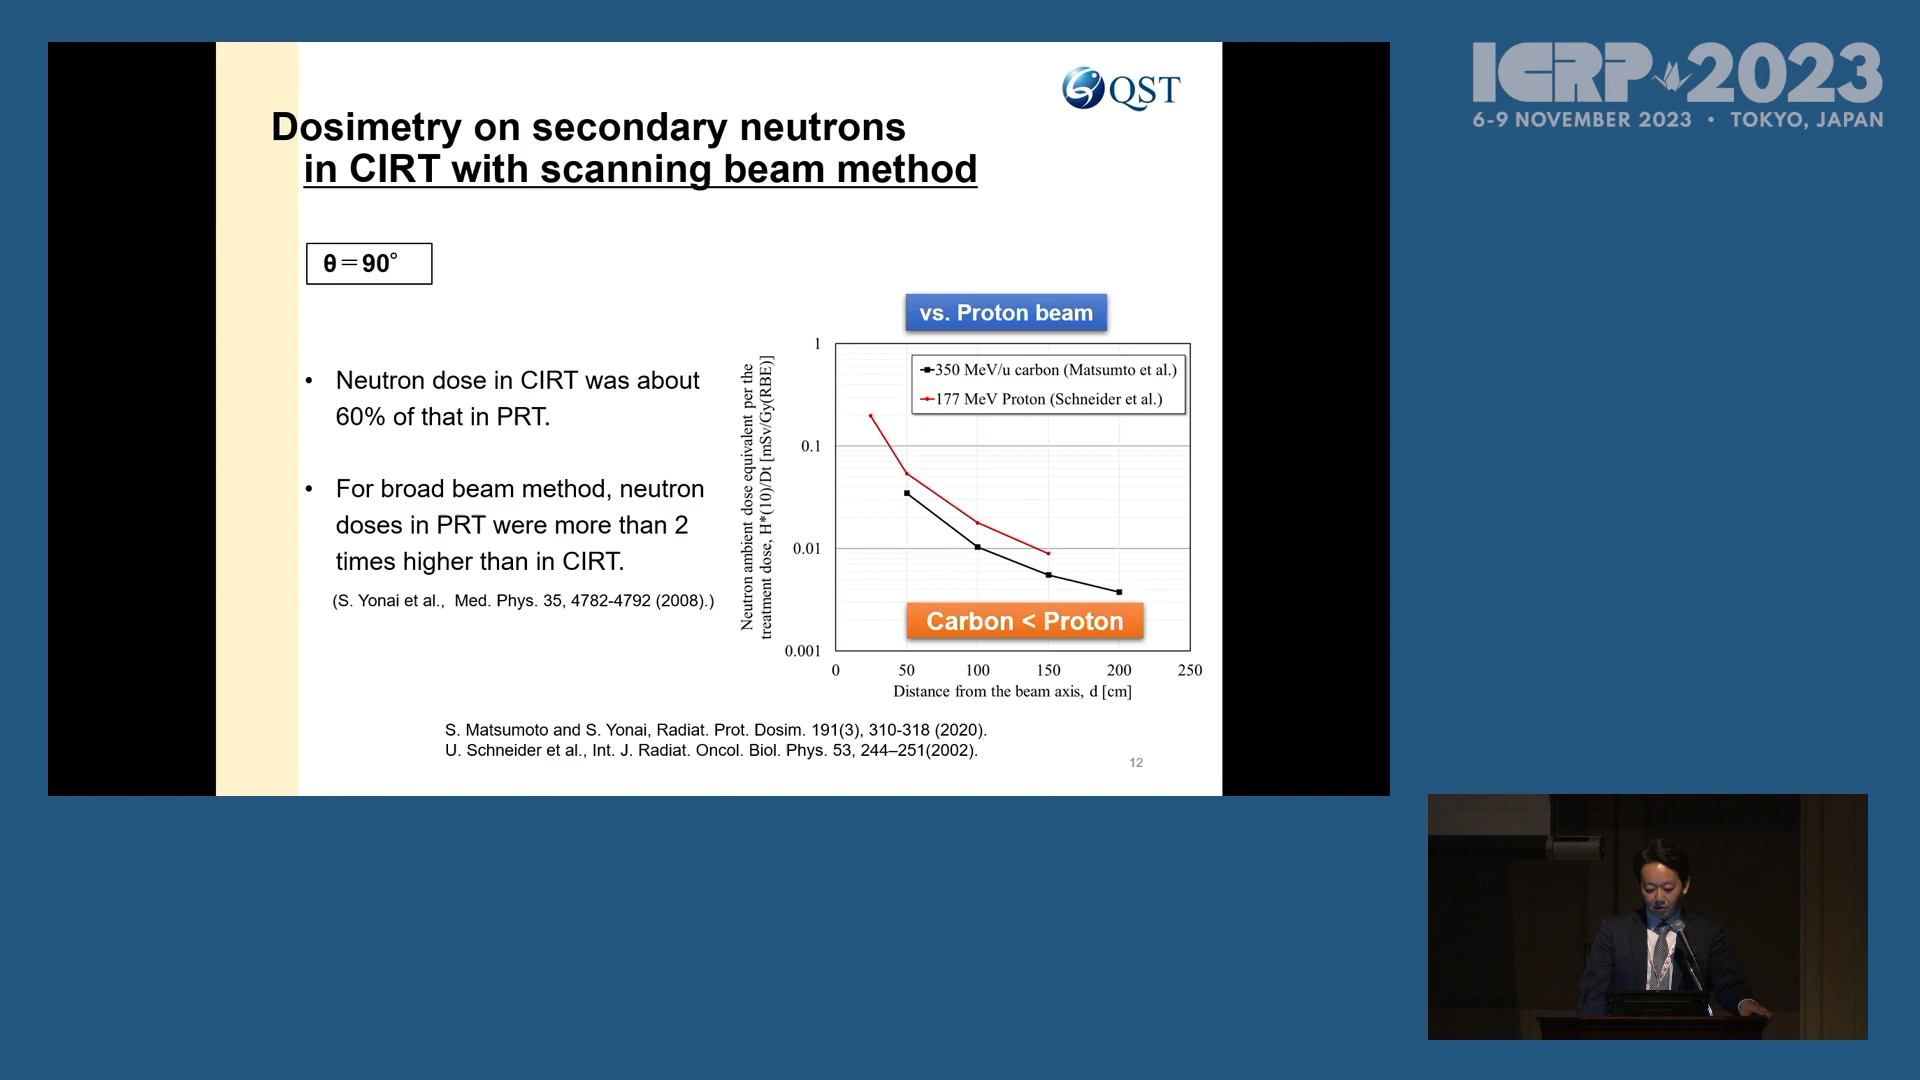 ICRP 2023
6-9 NOVEMBER 2023 • TOKYO, JAPAN
QST
Dosimetry on secondary neutrons
in CIRT with scanning beam method
θ＝90°
• Neutron dose in CIRT was about
60% of that in PRT.
• For broad beam method, neutron
doses in PRT were more than 2
times higher than in CIRT.
(S. Yonai et al., Med. Phys. 35, 4782-4792 (2008).)
vs. Proton beam
Neutron ambient dose equivalent per the
treatment dose, H*(10)/Dt [mSv/Gy(RBE)]
1
0.1
0.01
0.001
350 MeV/u carbon (Matsumto et al.)
177 MeV Proton (Schneider et al.)
Carbon < Proton
0 50 100 150 200 250
Distance from the beam axis, d [cm]
S. Matsumoto and S. Yonai, Radiat. Prot. Dosim. 191(3), 310-318 (2020).
U. Schneider et al., Int. J. Radiat. Oncol. Biol. Phys. 53, 244–251(2002).
12